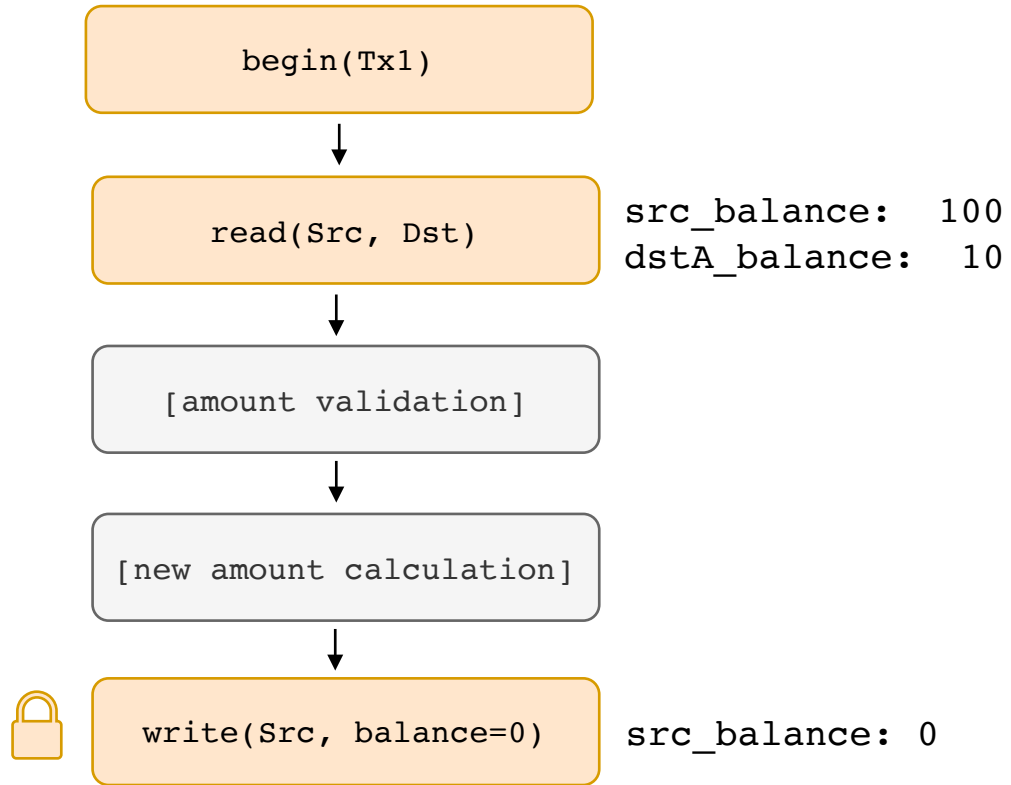 begin(Tx1)
read(Src, Dst)
src_balance: 100
dstA_balance: 10
[amount validation]
[new amount calculation]
write(Src, balance=0)
src_balance: 0